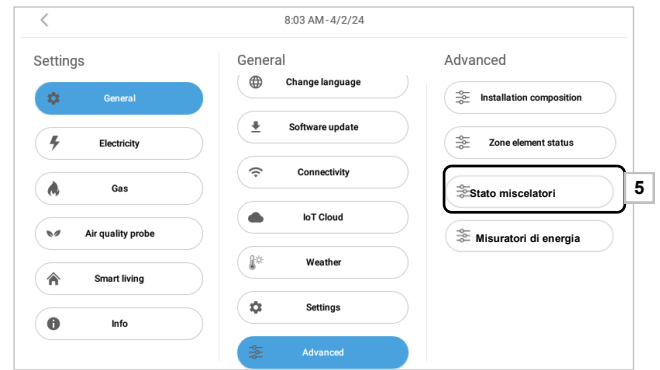 8:03 AM-4/2/24
Settings
General
Electricity
Gas
Air quality probe
Smart living
Info
General
Change language
Software update
Connectivity
IoT Cloud
Weather
Settings
Advanced
Advanced
Installation composition
Zone element status
Stato miscelatori
5
Misuratori di energia